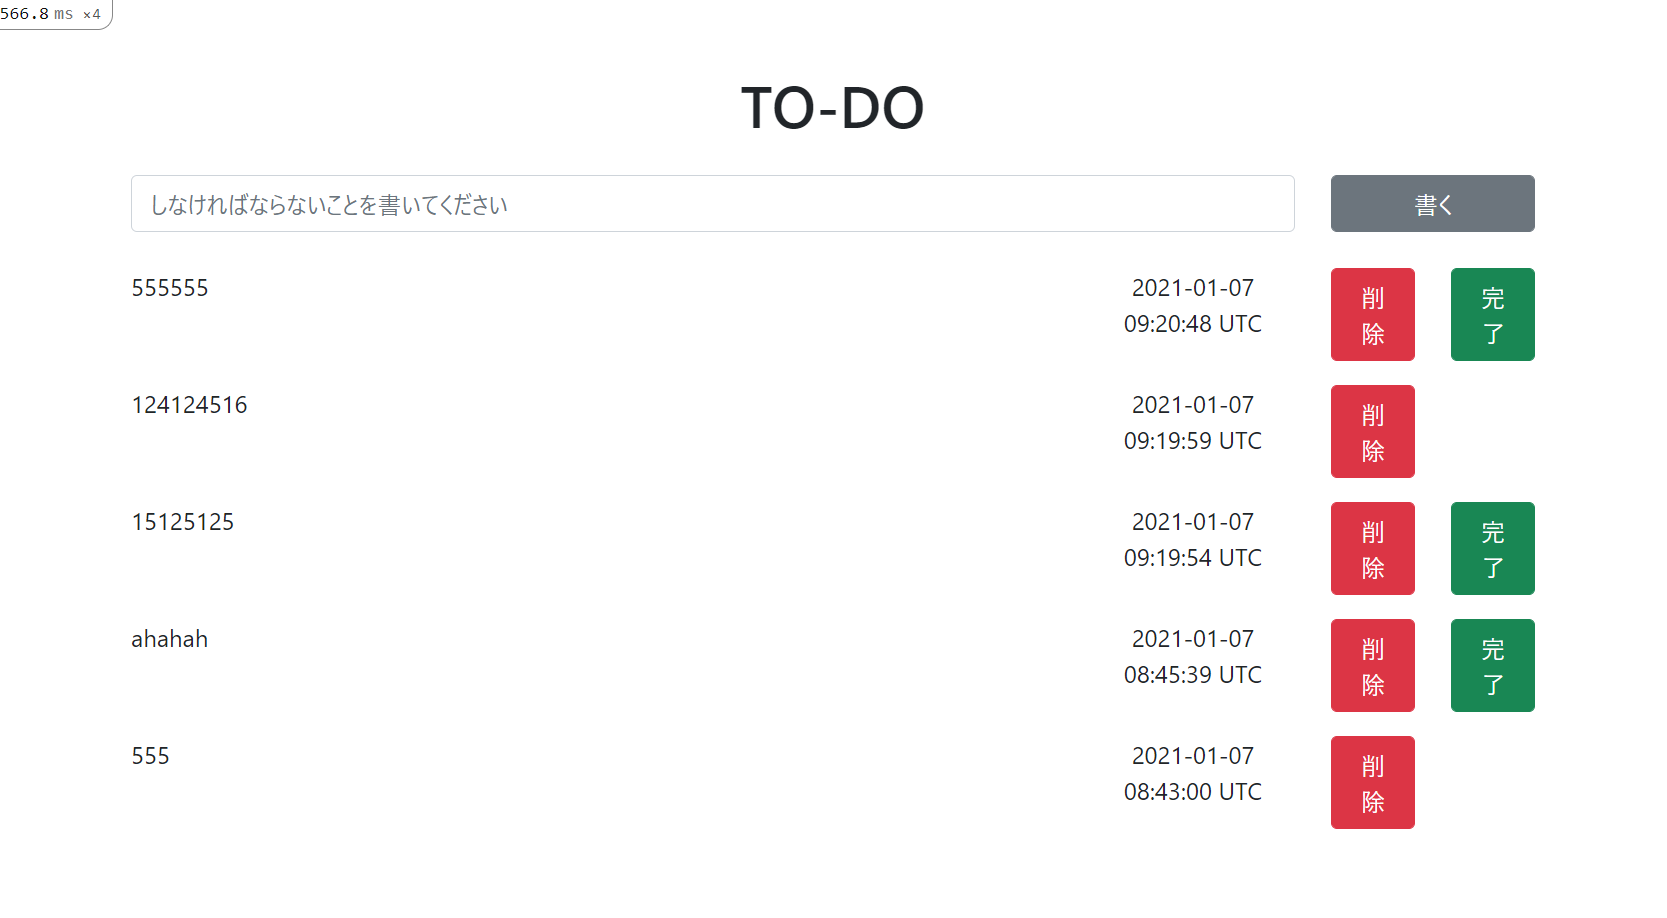 566.8 ms ×4
TO-DO
しなければならないことを書いてください
書く
555555
2021-01-07
09:20:48 UTC
削
除
完
了
124124516
2021-01-07
09:19:59 UTC
削
除
15125125
2021-01-07
09:19:54 UTC
削
除
完
了
ahahah
2021-01-07
08:45:39 UTC
削
除
完
了
555
2021-01-07
08:43:00 UTC
削
除